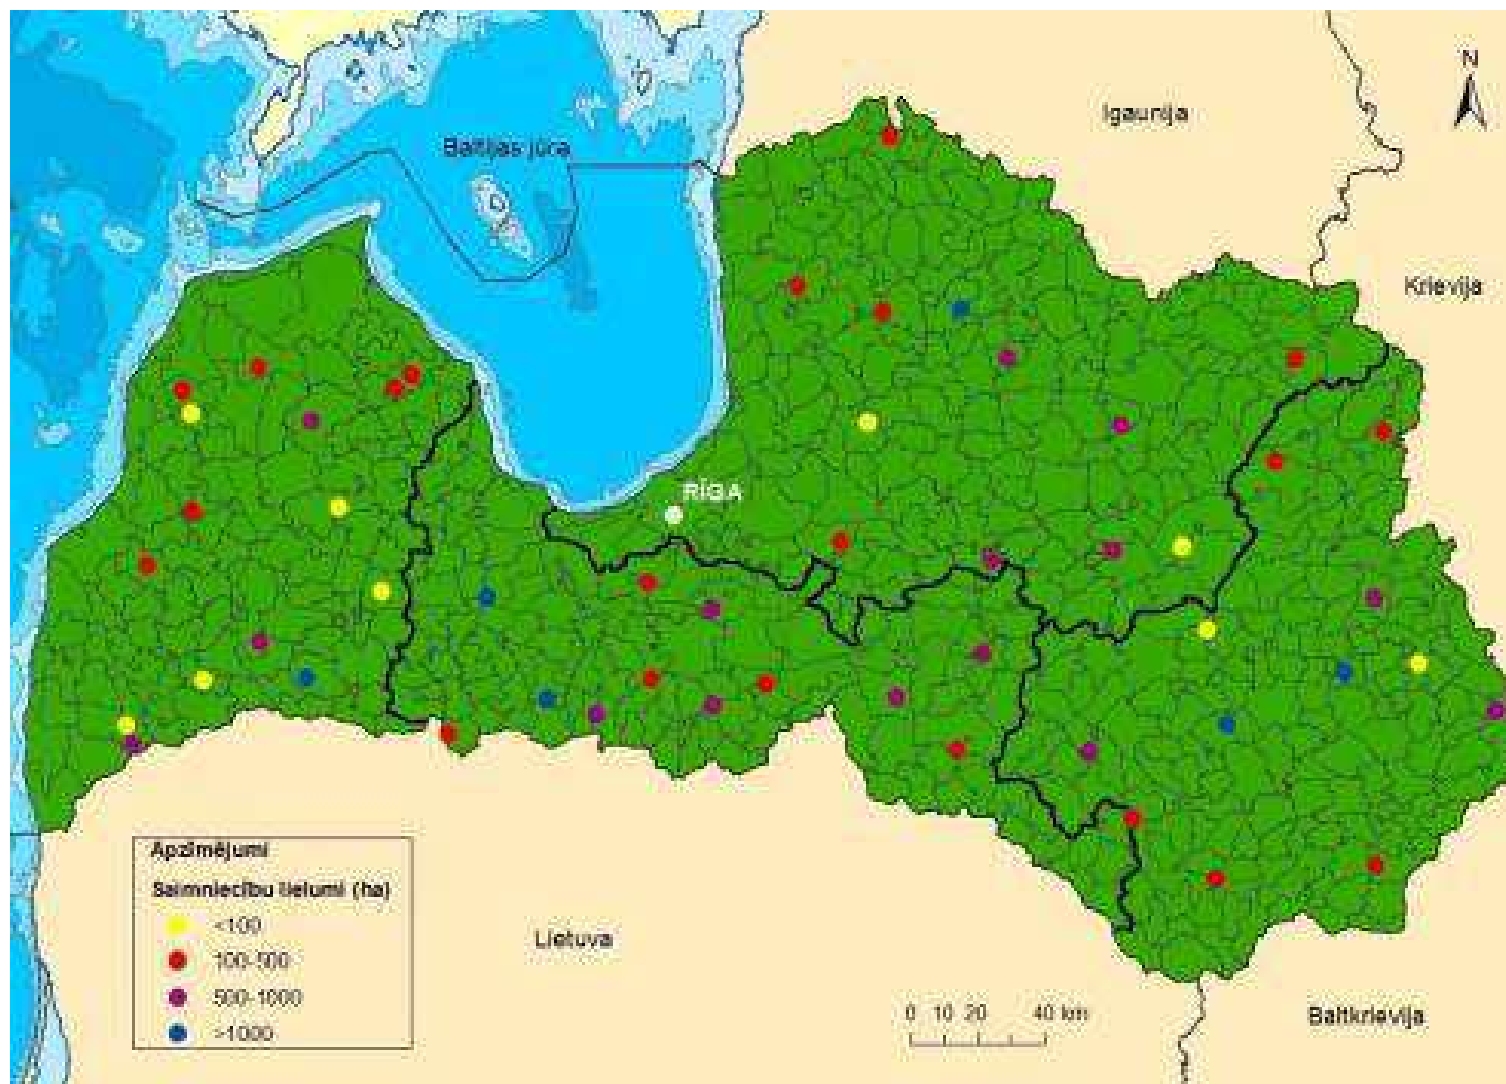 N
Igaunija
Baltijas jūra
Krievija
RĪGA
Apzīmējumi
Saimniecību lielumi (ha)
<100
100-500
500-1000
>1000
Lietuva
0 10 20 40 km
Baltkrievija